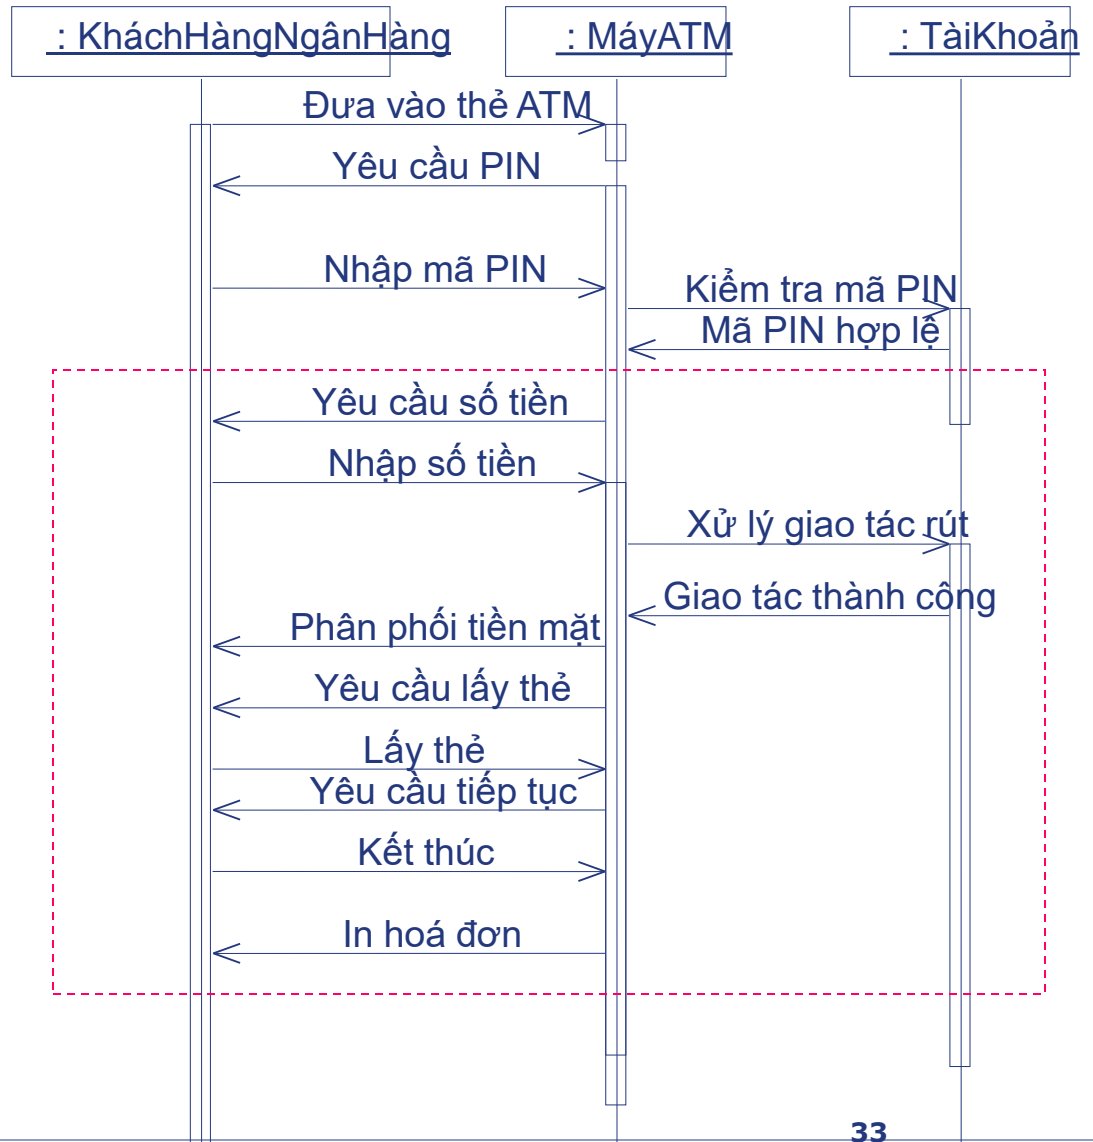 : KháchHàngNgânHàng
: MáyATM
: TàiKhoản
Đưa vào thẻ ATM
Yêu cầu PIN
Nhập mã PIN
Kiểm tra mã PIN
Mã PIN hợp lệ
Yêu cầu số tiền
Nhập số tiền
Xử lý giao tác rút
Giao tác thành công
Phân phối tiền mặt
Yêu cầu lấy thẻ
Lấy thẻ
Yêu cầu tiếp tục
Kết thúc
In hoá đơn
33